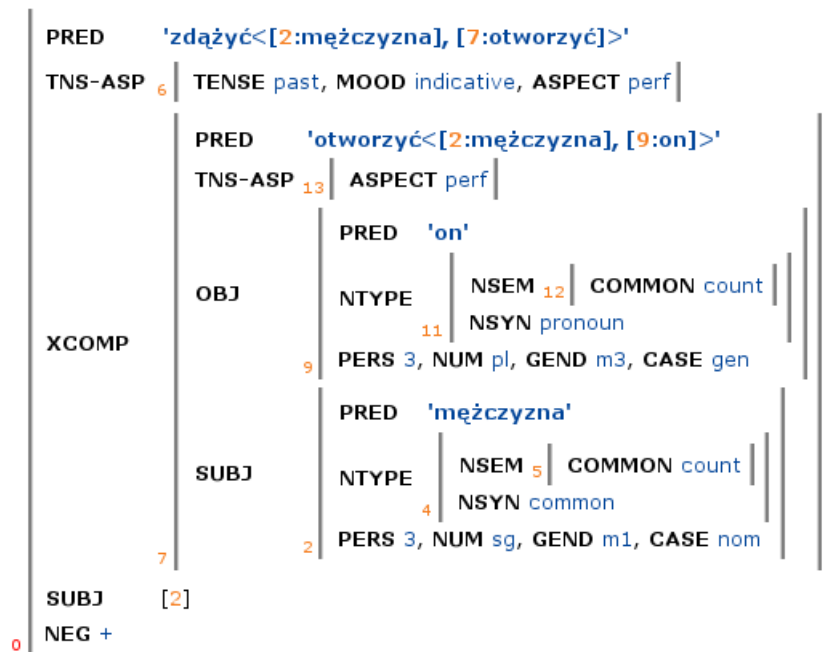 PRED 'zdążyć<[2:mężczyzna], [7:otworzyć]>'
TNS-ASP 6 TENSE past, MOOD indicative, ASPECT perf
PRED 'otworzyć<[2:mężczyzna], [9:on]>'
TNS-ASP 13 ASPECT perf
PRED 'on'
OBJ NTYPE 11 NSEM 12 COMMON count
NSYN pronoun
9 PERS 3, NUM pl, GEND m3, CASE gen
XCOMP 7
PRED 'mężczyzna'
SUBJ NTYPE 4 NSEM 5 COMMON count
NSYN common
2 PERS 3, NUM sg, GEND m1, CASE nom
SUBJ [2]
0 NEG +